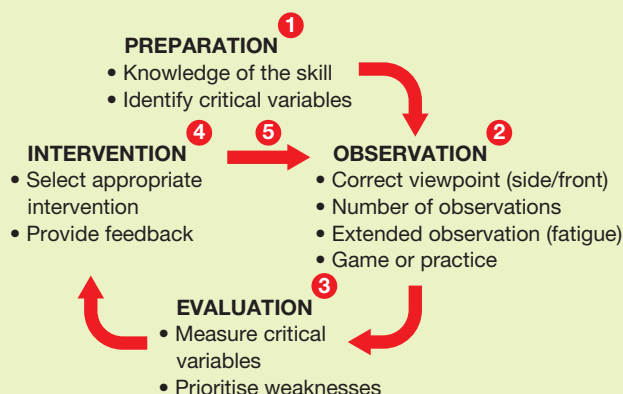 1
PREPARATION
• Knowledge of the skill
• Identify critical variables
4
INTERVENTION
• Select appropriate
intervention
• Provide feedback
5
2
OBSERVATION
• Correct viewpoint (side/front)
• Number of observations
• Extended observation (fatigue)
• Game or practice
3
EVALUATION
• Measure critical
variables
• Prioritise weaknesses